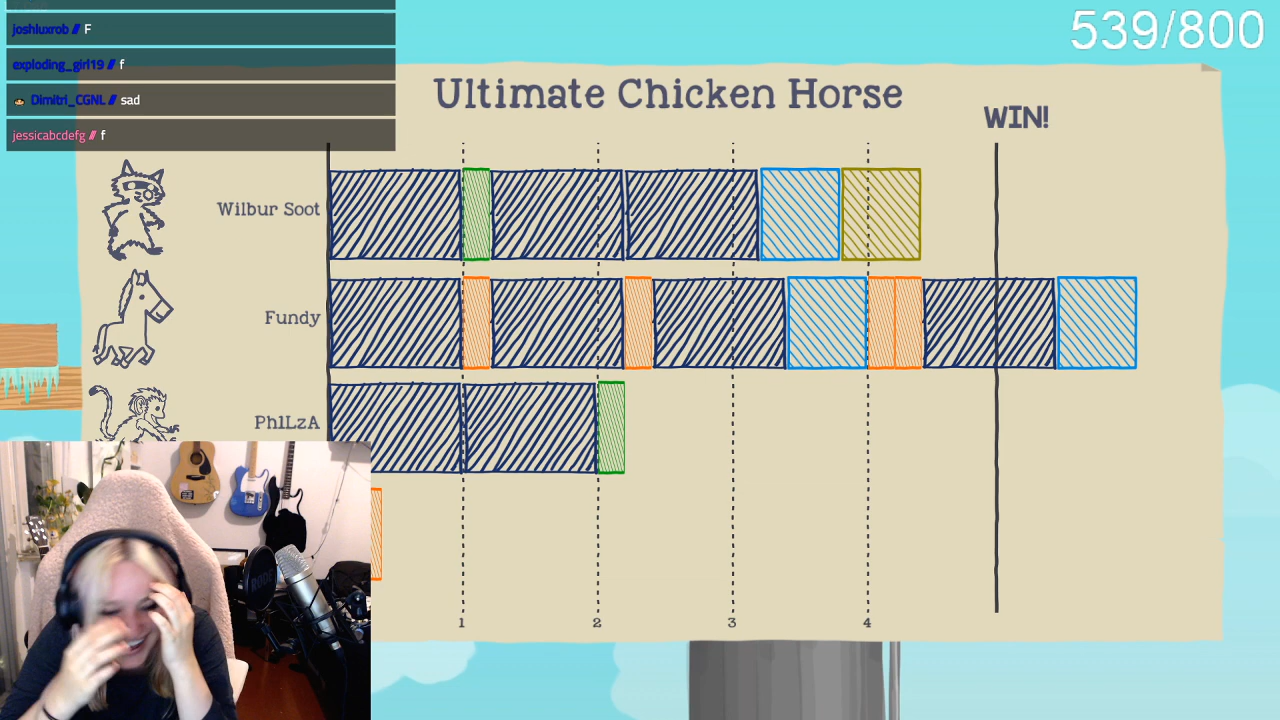 539/800
joshluxrob // F
exploding_girl19 // f
Dimitri_CGNL // sad
jessicabcdefg // f
Ultimate Chicken Horse
WIN!
Wilbur Soot
Fundy
Ph1LzA
RODE
1 2 3 4